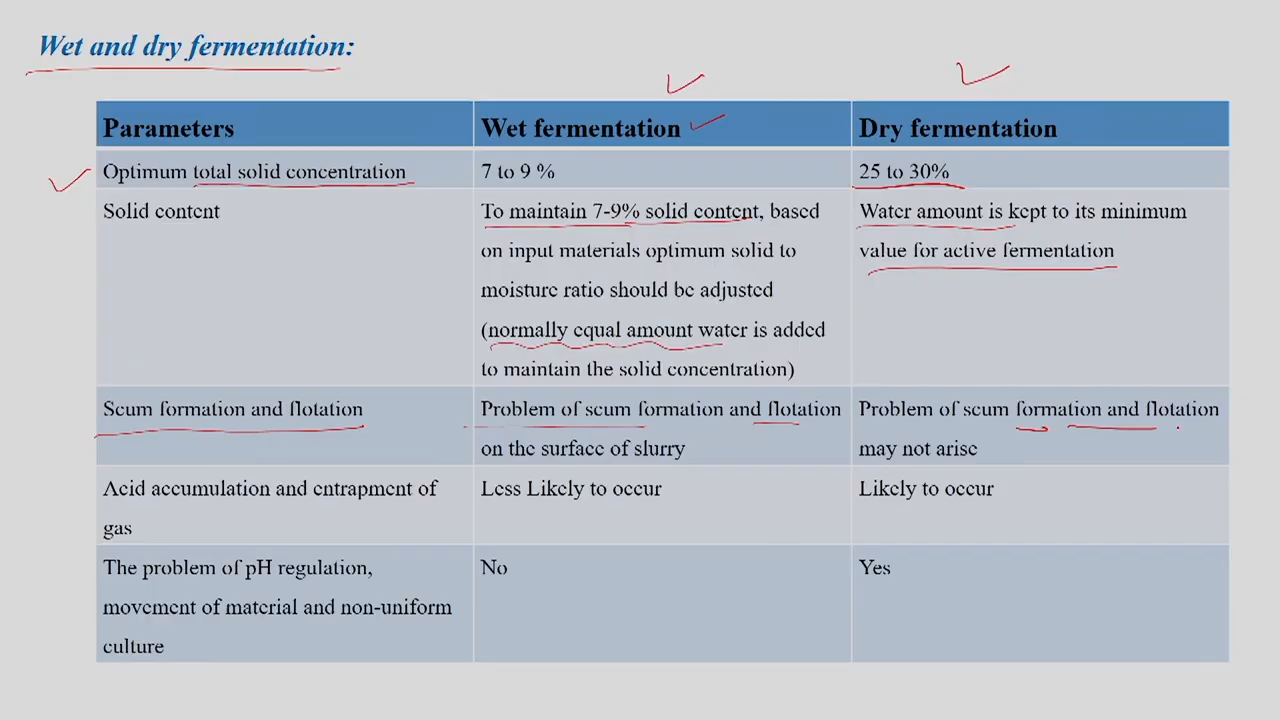 Wet and dry fermentation:
Parameters
Wet fermentation
Dry fermentation
Optimum total solid concentration
7 to 9 %
25 to 30%
Solid content
To maintain 7-9% solid content, based
on input materials optimum solid to
moisture ratio should be adjusted
(normally equal amount water is added
to maintain the solid concentration)
Water amount is kept to its minimum
value for active fermentation
Scum formation and flotation
Problem of scum formation and flotation
on the surface of slurry
Problem of scum formation and flotation
may not arise
Acid accumulation and entrapment of
gas
Less Likely to occur
Likely to occur
The problem of pH regulation,
movement of material and non-uniform
culture
No
Yes